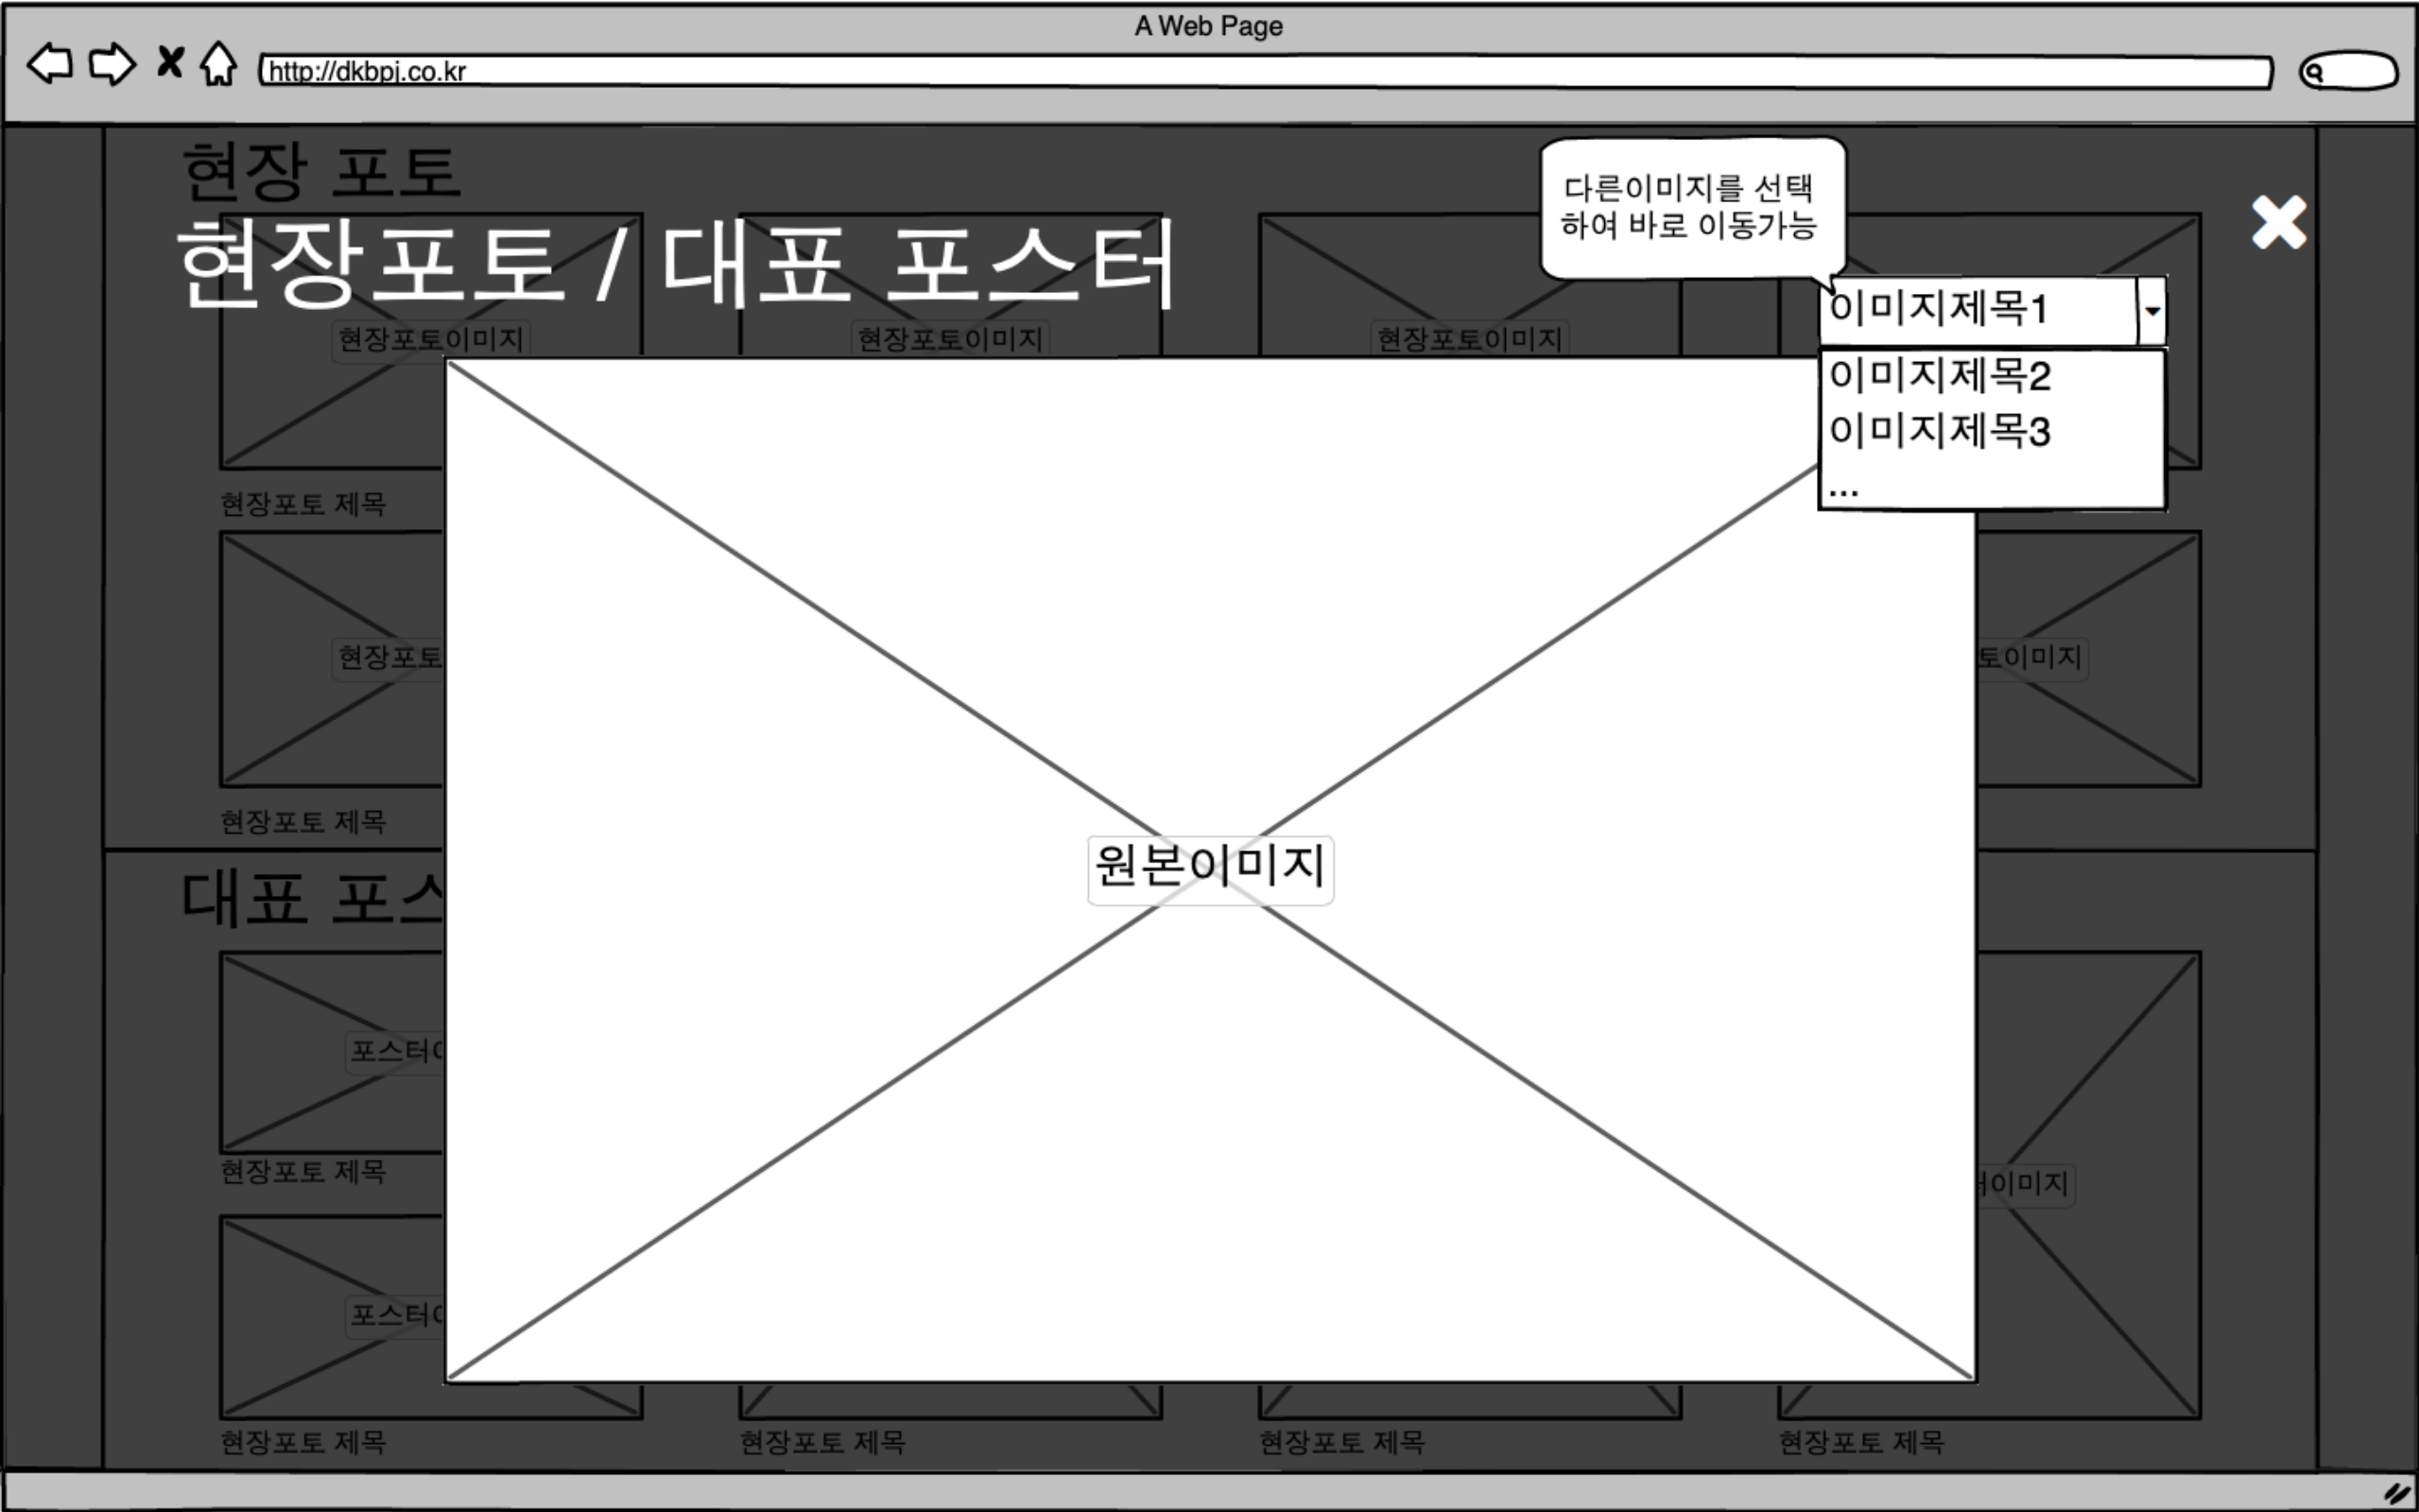 A Web Page
http://dkbpj.co.kr
현장 포토
다른이미지를 선택
하여 바로 이동가능
현장포토 / 대표 포스터
이미지제목1
현장포토이미지
현장포토이미지
현장포토이미지
이미지제목2
이미지제목3
...
현장포토 제목
현장포토
토이미지
현장포토 제목
원본이미지
대표 포스
포스터이
현장포토 제목
이미지
포스터이
현장포토 제목
현장포토 제목
현장포토 제목
현장포토 제목